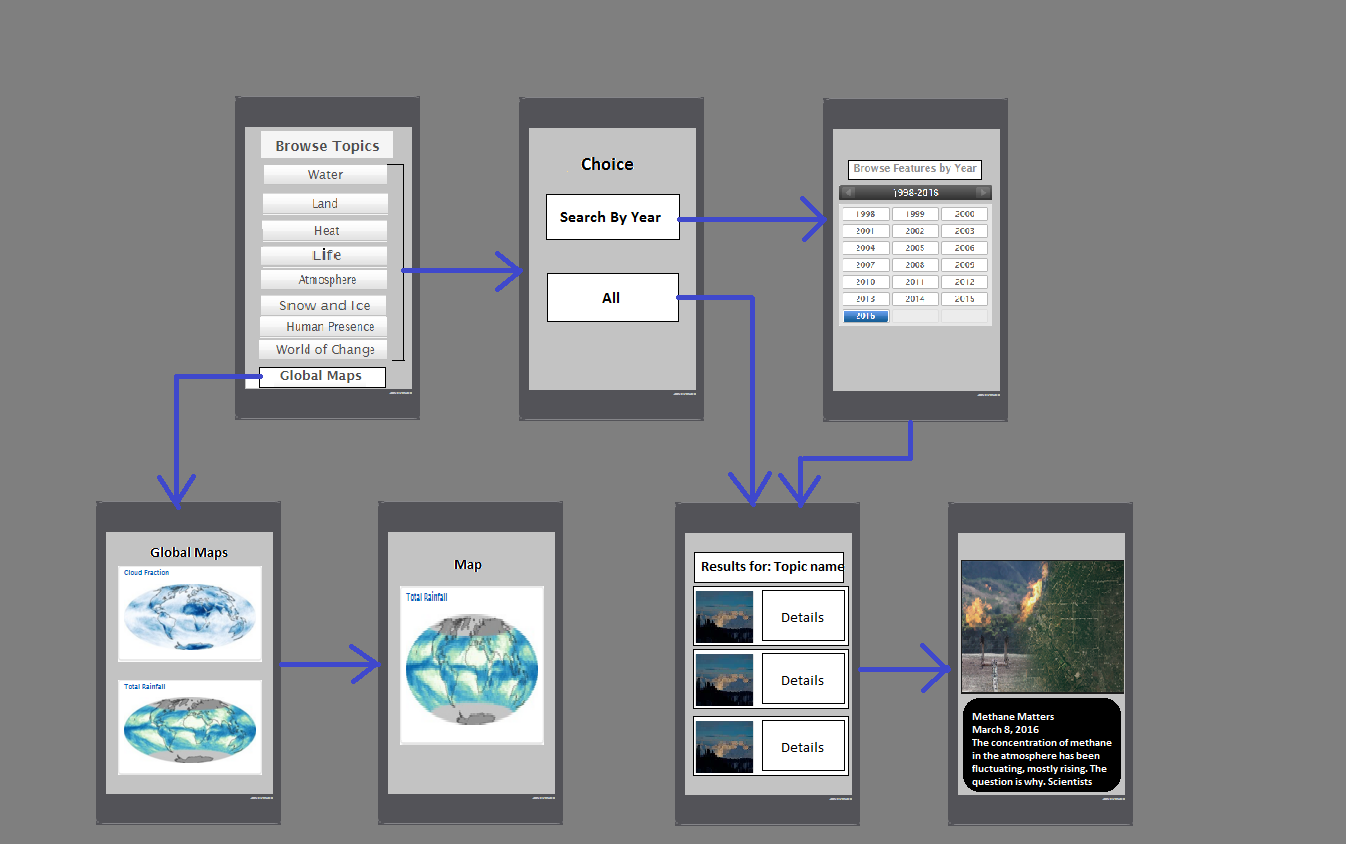 Browse Topics
Water
Land
Heat
Life
Atmosphere
Snow and Ice
Human Presence
World of Change
Global Maps
Choice
Search By Year
All
Browse Features by Year
1998-2016
1998 1999 2000
2001 2002 2003
2004 2005 2006
2007 2008 2009
2010 2011 2012
2013 2014 2015
2016
Global Maps
Cloud Fraction
Total Rainfall
Map
Total Rainfall
Results for: Topic name
Details
Details
Details
Methane Matters
March 8, 2016
The concentration of methane
in the atmosphere has been
fluctuating, mostly rising. The
question is why. Scientists